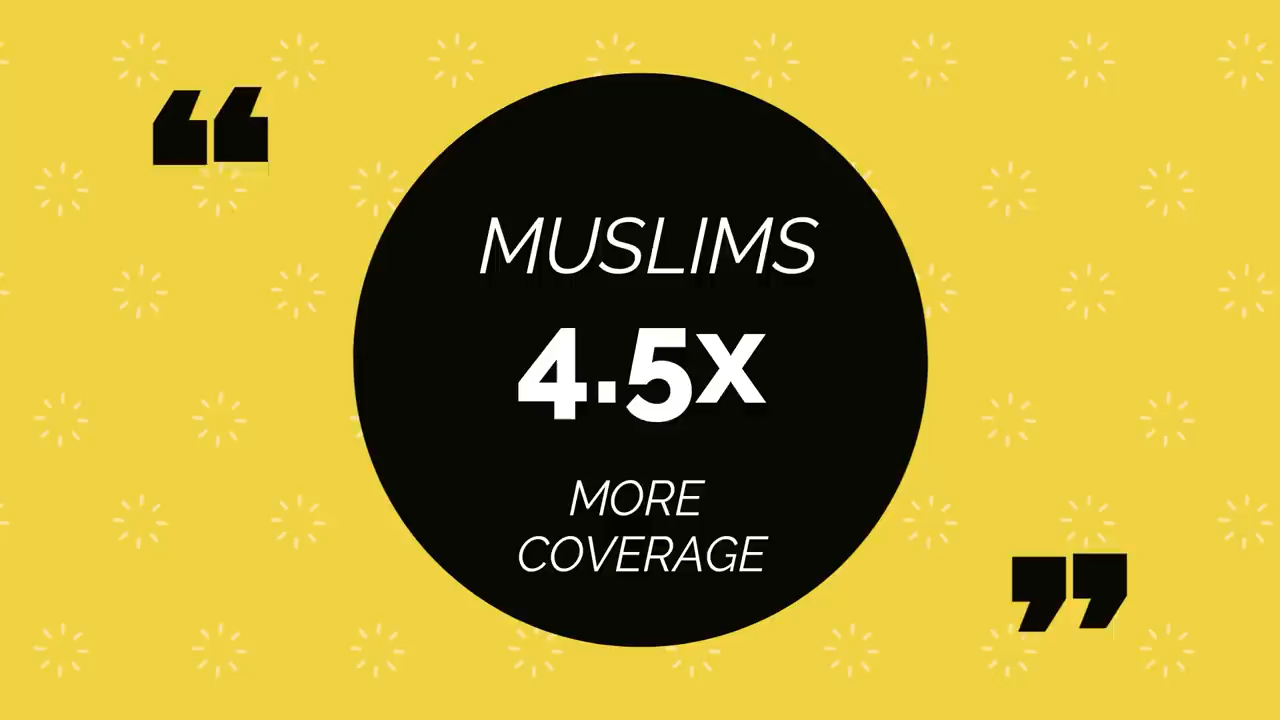 “
MUSLIMS
4.5X
MORE
COVERAGE
”